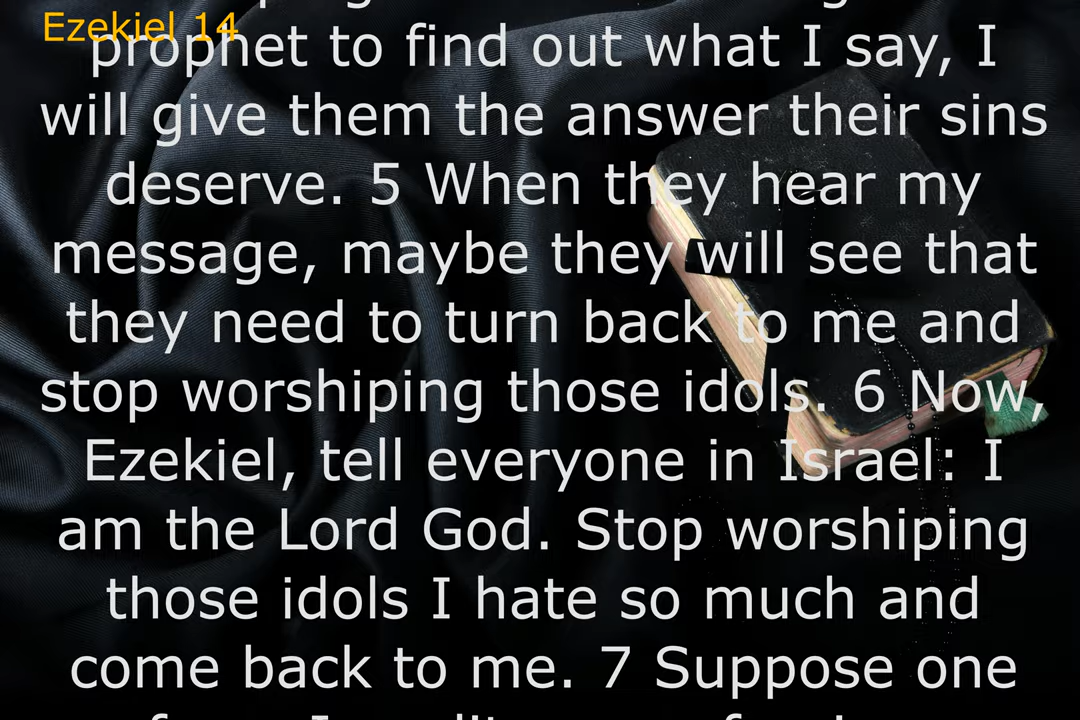 Ezekiel 14
prophet to find out what I say, I
will give them the answer their sins
deserve. 5 When they hear my
message, maybe they will see that
they need to turn back to me and
stop worshiping those idols. 6 Now,
Ezekiel, tell everyone in Israel: I
am the Lord God. Stop worshiping
those idols I hate so much and
come back to me. 7 Suppose one